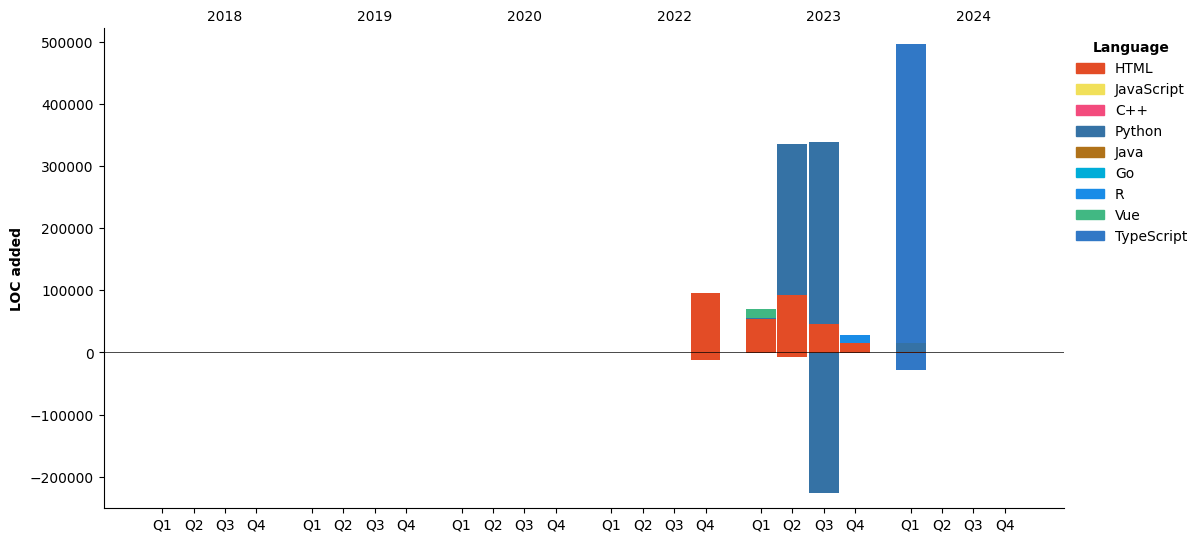 2018 2019 2020 2022 2023 2024
LOC added
500000
400000
300000
200000
100000
0
−100000
−200000
Q1 Q2 Q3 Q4 Q1 Q2 Q3 Q4 Q1 Q2 Q3 Q4 Q1 Q2 Q3 Q4 Q1 Q2 Q3 Q4 Q1 Q2 Q3 Q4
Language
HTML
JavaScript
C++
Python
Java
Go
R
Vue
TypeScript